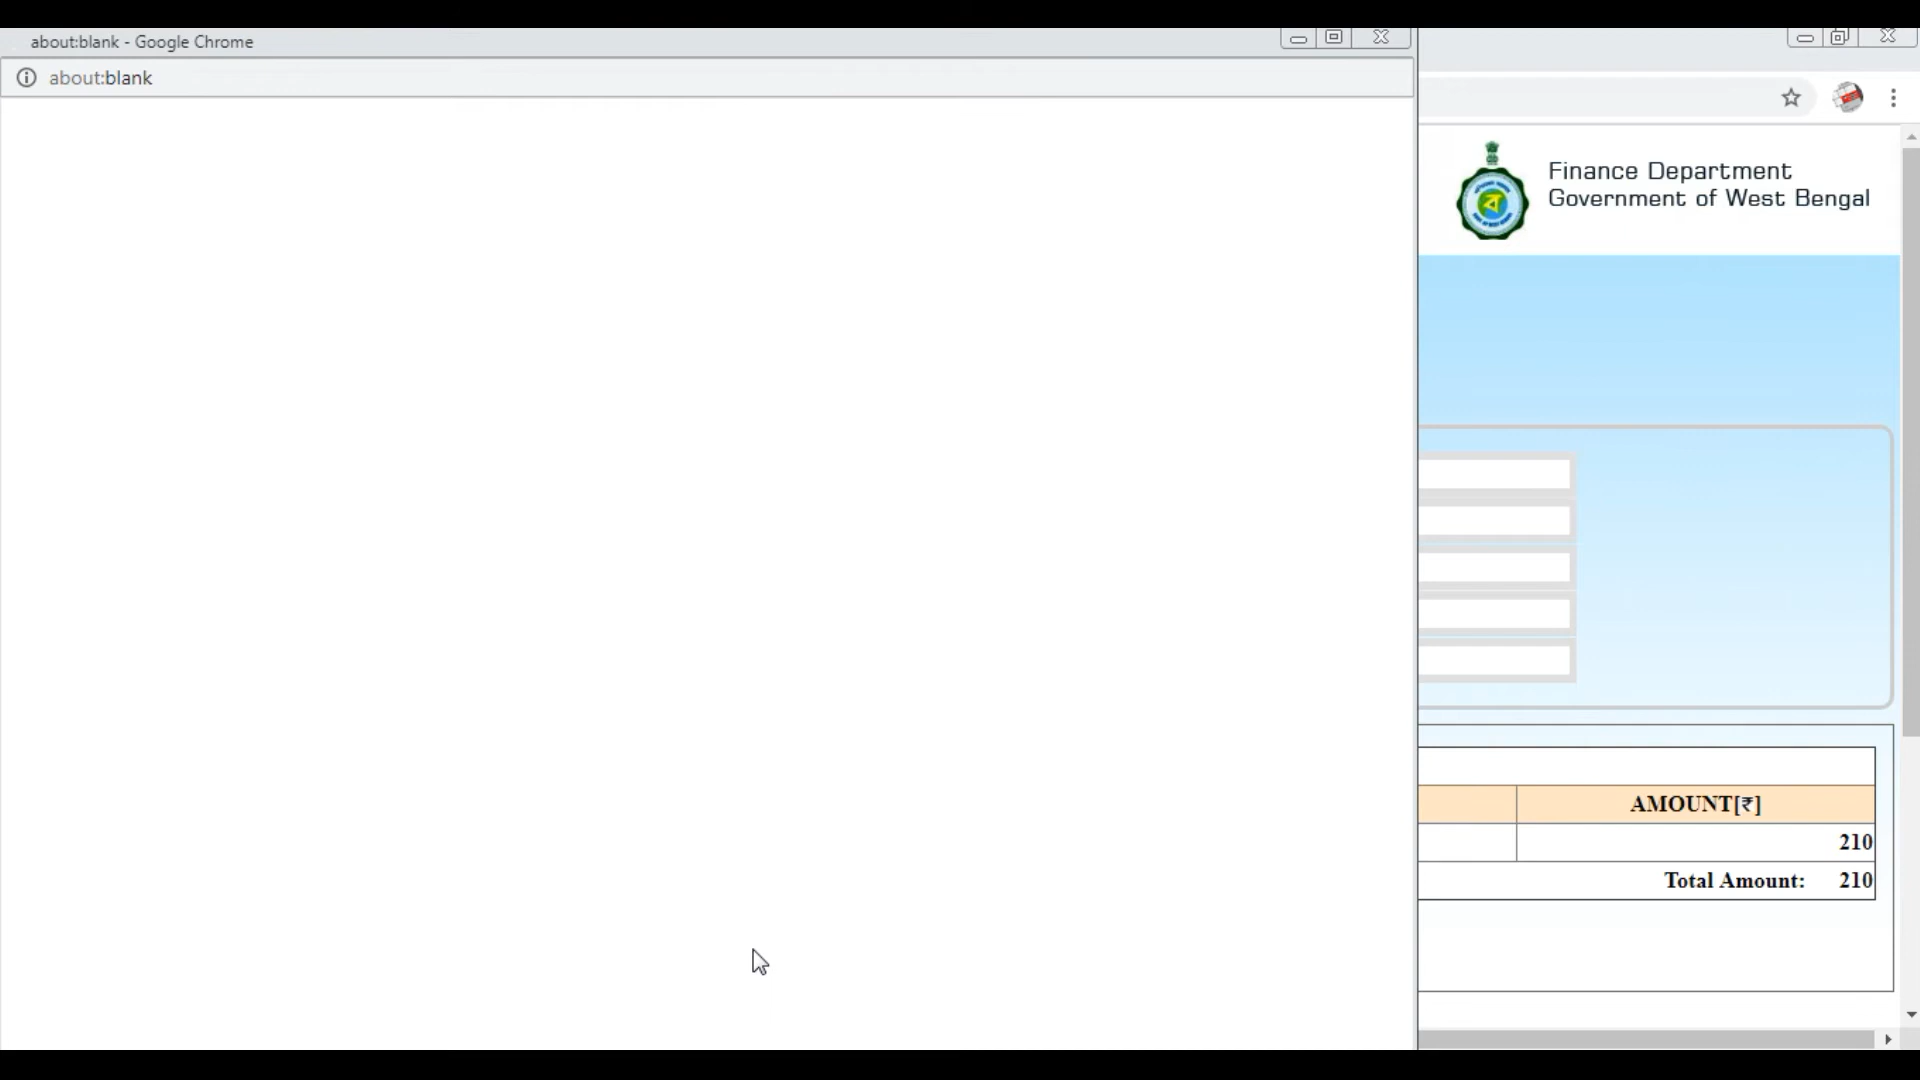 about:blank - Google Chrome
about:blank
Finance Department
Government of West Bengal
AMOUNT[₹]
210
Total Amount: 210